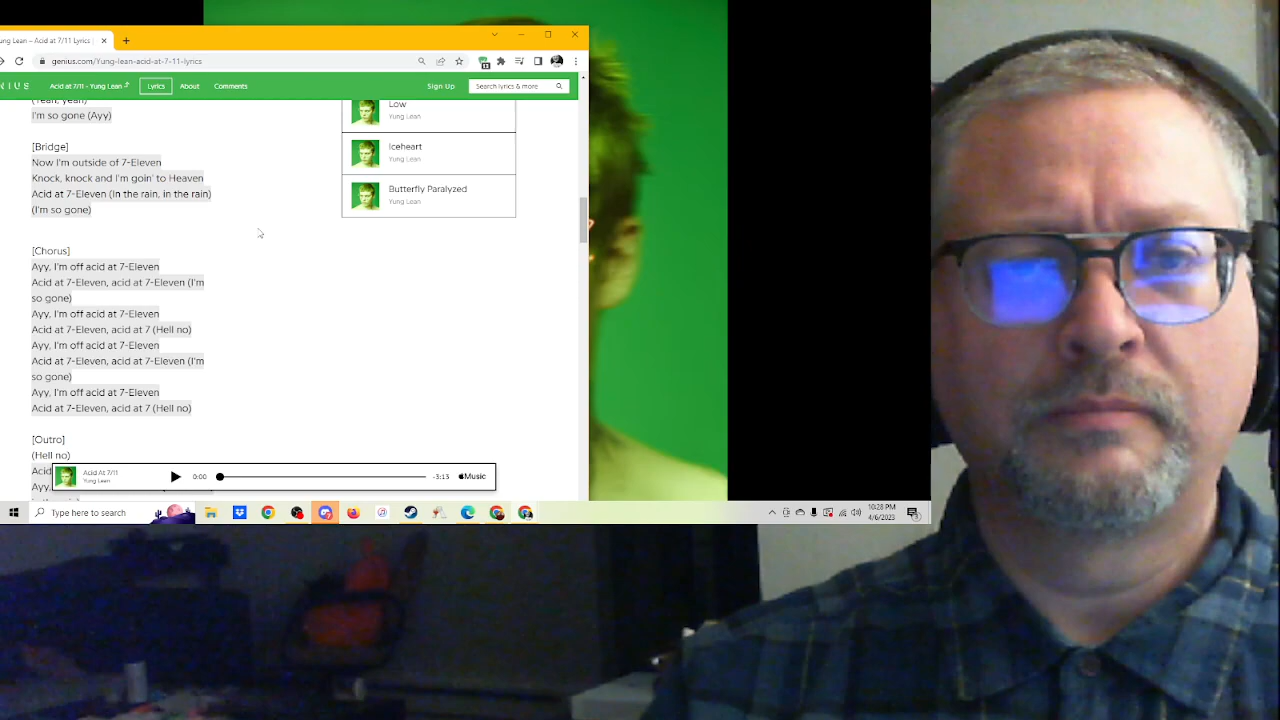 ung Lean – Acid at 7/11 Lyrics |
genius.com/Yung-lean-acid-at-7-11-lyrics
NIUS
Acid at 7/11 - Yung Lean
Lyrics
About
Comments
Sign Up
Search lyrics & more
(Yeah, yeah)
I'm so gone (Ayy)
[Bridge]
Now I'm outside of 7-Eleven
Knock, knock and I'm goin' to Heaven
Acid at 7-Eleven (In the rain, in the rain)
(I'm so gone)
[Chorus]
Ayy, I'm off acid at 7-Eleven
Acid at 7-Eleven, acid at 7-Eleven (I'm
so gone)
Ayy, I'm off acid at 7-Eleven
Acid at 7-Eleven, acid at 7 (Hell no)
Ayy, I'm off acid at 7-Eleven
Acid at 7-Eleven, acid at 7-Eleven (I'm
so gone)
Ayy, I'm off acid at 7-Eleven
Acid at 7-Eleven, acid at 7 (Hell no)
[Outro]
(Hell no)
Acid
Ayy,
Low
Yung Lean
Iceheart
Yung Lean
Butterfly Paralyzed
Yung Lean
Acid At 7/11
Yung Lean
0:00
-3:13
Music
Type here to search
10:28 PM
4/6/2023